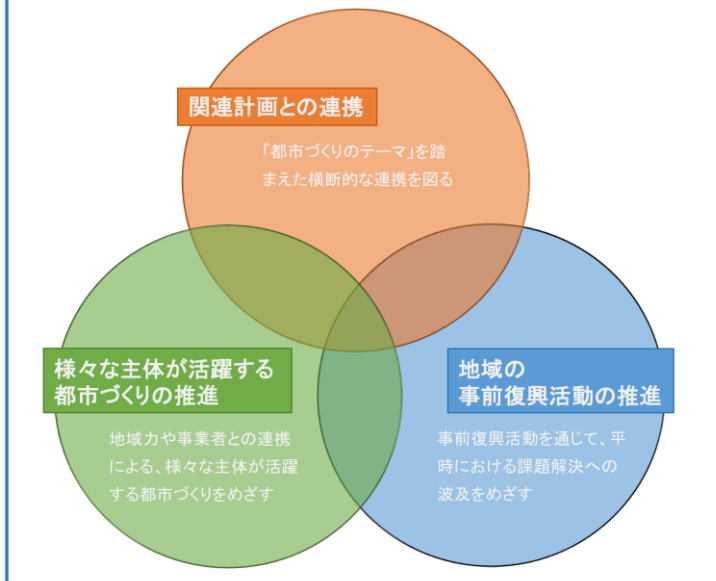 関連計画との連携
「都市づくりのテーマ」を踏
まえた横断的な連携を図る
様々な主体が活躍する
都市づくりの推進
地域力や事業者との連携
による、様々な主体が活躍
する都市づくりをめざす
地域の
事前復興活動の推進
事前復興活動を通じて、平
時における課題解決への
波及をめざす